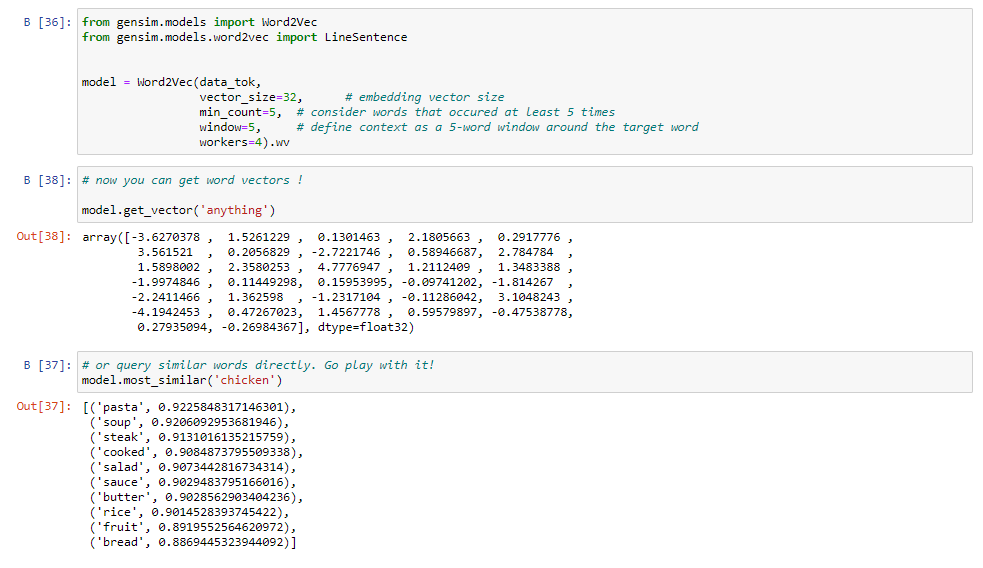 B [36]: from gensim.models import Word2Vec
from gensim.models.word2vec import LineSentence
model = Word2Vec(data_tok,
vector_size=32,      # embedding vector size
min_count=5,  # consider words that occured at least 5 times
window=5,     # define context as a 5-word window around the target word
workers=4).wv
B [38]: # now you can get word vectors !
model.get_vector('anything')
Out[38]: array([-3.6270378 ,  1.5261229 ,  0.1301463 ,  2.1805663 ,  0.2917776 ,
3.561521  ,  0.2056829 , -2.7221746 ,  0.58946687,  2.784784  ,
1.5898002 ,  2.3580253 ,  4.7776947 ,  1.2112409 ,  1.3483388 ,
-1.9974846 ,  0.11449298,  0.15953995, -0.09741202, -1.814267  ,
-2.2411466 ,  1.362598  , -1.2317104 , -0.11286042,  3.1048243 ,
-4.1942453 ,  0.47267023,  1.4567778 ,  0.59579897, -0.47538778,
0.27935094, -0.26984367], dtype=float32)
B [37]: # or query similar words directly. Go play with it!
model.most_similar('chicken')
Out[37]: [('pasta', 0.9225848317146301),
('soup', 0.9206092953681946),
('steak', 0.9131016135215759),
('cooked', 0.9084873795509338),
('salad', 0.9073442816734314),
('sauce', 0.9029483795166016),
('butter', 0.9028562903404236),
('rice', 0.9014528393745422),
('fruit', 0.8919552564620972),
('bread', 0.8869445323944092)]